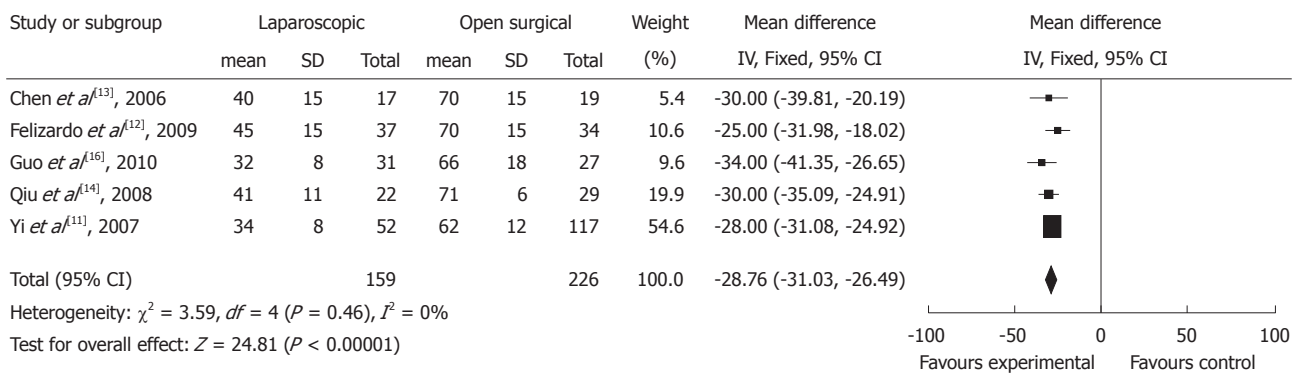 Study or subgroup Laparoscopic Open surgical Weight Mean difference Mean difference
mean SD Total mean SD Total (%) IV, Fixed, 95% CI IV, Fixed, 95% CI
Chen et al[13], 2006 40 15 17 70 15 19 5.4 -30.00 (-39.81, -20.19)
Felizardo et al[12], 2009 45 15 37 70 15 34 10.6 -25.00 (-31.98, -18.02)
Guo et al[16], 2010 32 8 31 66 18 27 9.6 -34.00 (-41.35, -26.65)
Qiu et al[14], 2008 41 11 22 71 6 29 19.9 -30.00 (-35.09, -24.91)
Yi et al[11], 2007 34 8 52 62 12 117 54.6 -28.00 (-31.08, -24.92)
Total (95% CI) 159 226 100.0 -28.76 (-31.03, -26.49)
Heterogeneity: χ² = 3.59, df = 4 (P = 0.46), I² = 0%
Test for overall effect: Z = 24.81 (P < 0.00001)
-100 -50 0 50 100
Favours experimental Favours control